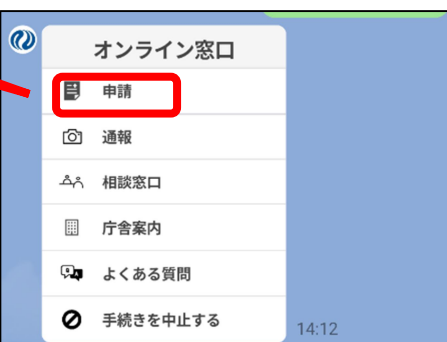 オンライン窓口
申請
通報
相談窓口
庁舎案内
よくある質問
手続きを中止する
14:12